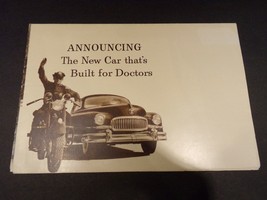 ANNOUNCING
The New Car that's
Built for Doctors